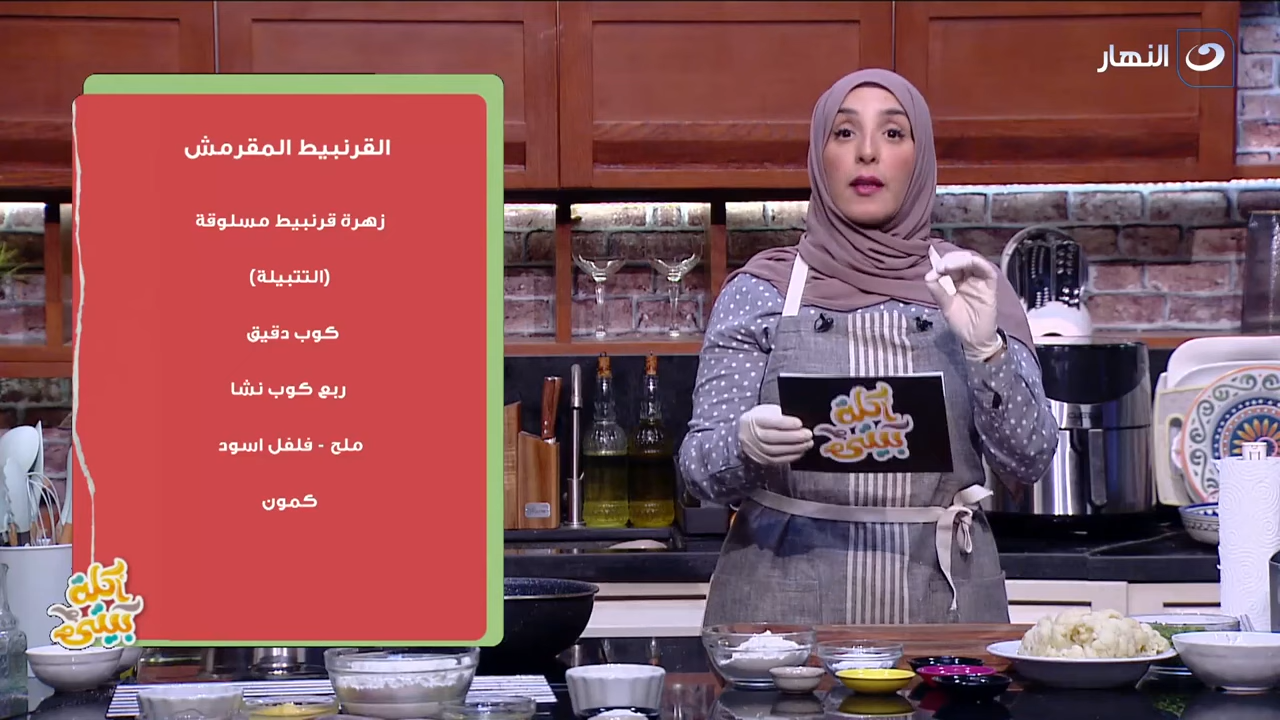 النهار
القرنبيط المقرمش
زهرة قرنبيط مسلوقة
(التتبيلة)
كوب دقيق
ربع كوب نشا
ملح - فلفل اسود
كمون
أكلة
بيتي
أكلة
بيتي